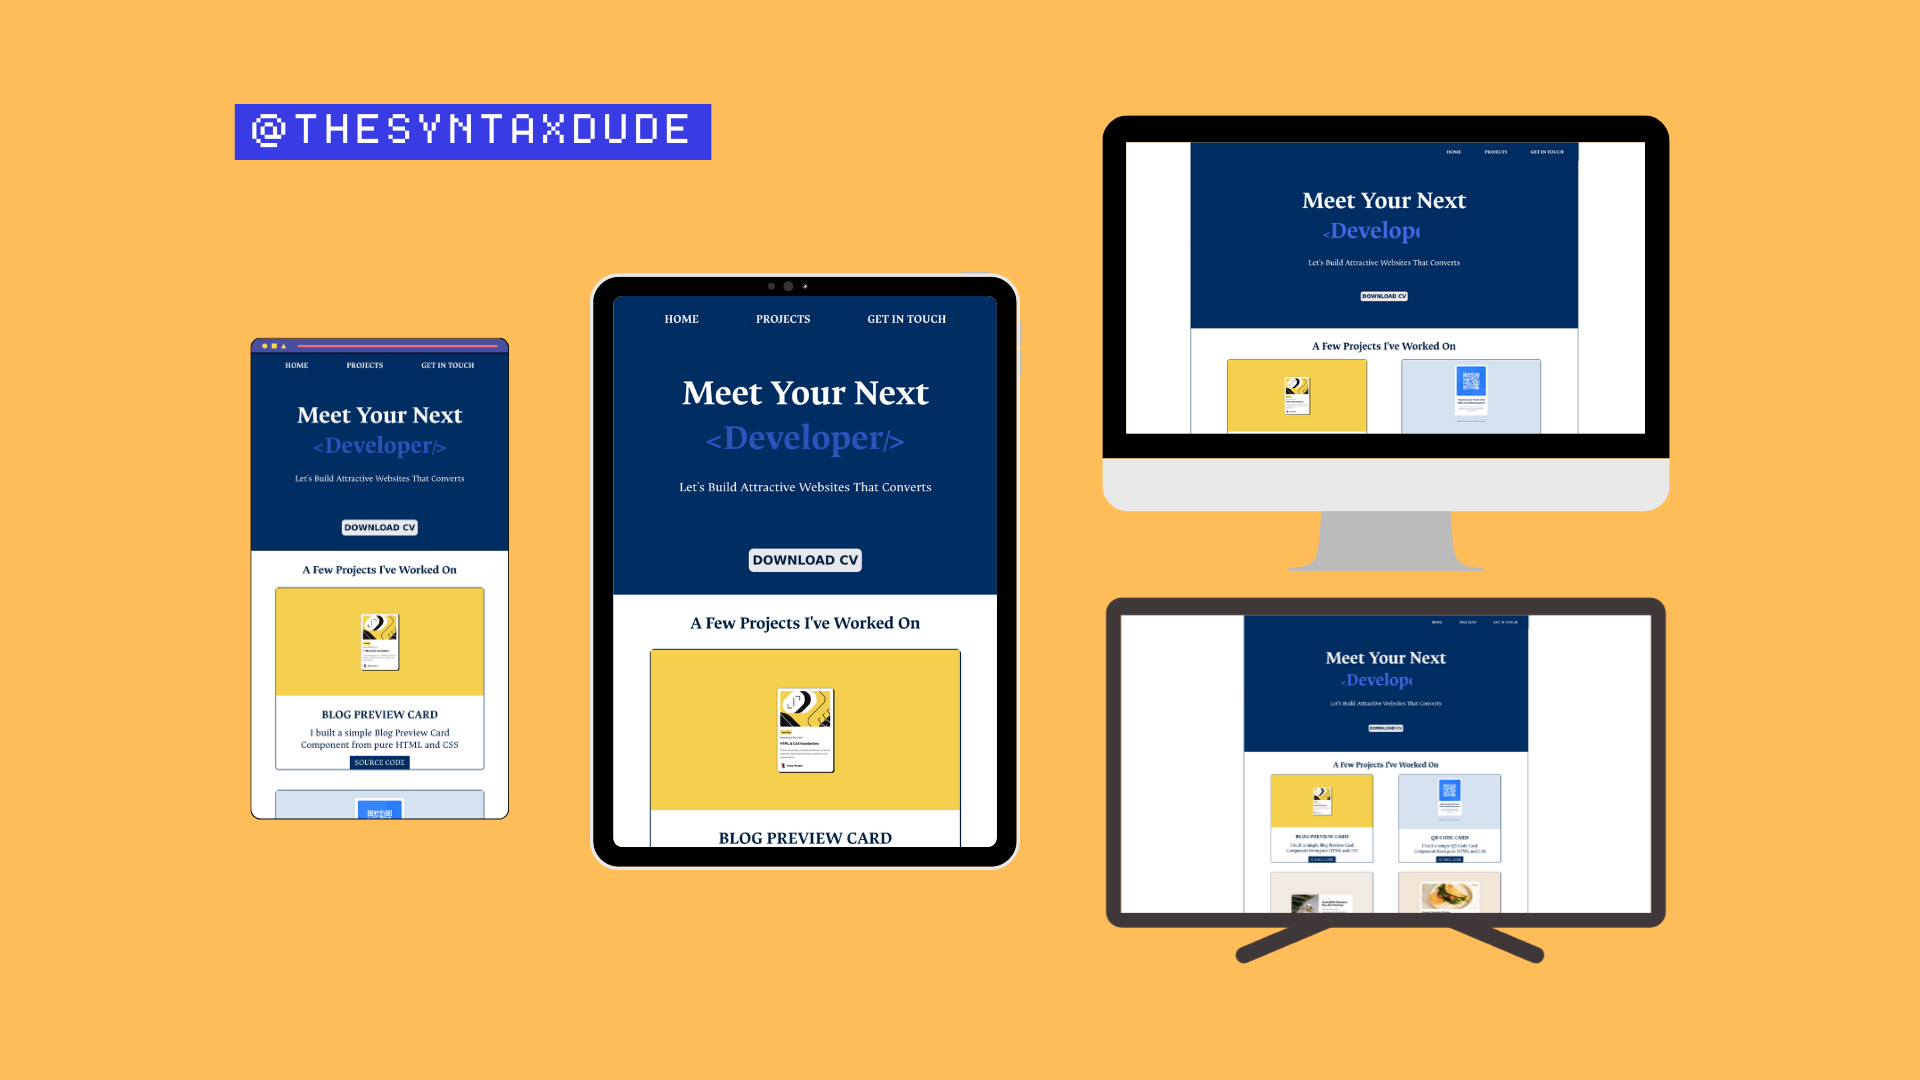 @THESYNTAXDUDE
HOME PROJECTS GET IN TOUCH
Meet Your Next
<Developer/>
Let's Build Attractive Websites That Converts
DOWNLOAD CV
A Few Projects I've Worked On
BLOG PREVIEW CARD
I built a simple Blog Preview Card
Component from pure HTML and CSS
SOURCE CODE
HOME PROJECTS GET IN TOUCH
Meet Your Next
<Developer/>
Let's Build Attractive Websites That Converts
DOWNLOAD CV
A Few Projects I've Worked On
HTML & CSS foundations
BLOG PREVIEW CARD
HOME PROJECTS GET IN TOUCH
Meet Your Next
<Develope
Let's Build Attractive Websites That Converts
DOWNLOAD CV
A Few Projects I've Worked On
HOME PROJECTS GET IN TOUCH
Meet Your Next
<Develope
Let's Build Attractive Websites That Converts
DOWNLOAD CV
A Few Projects I've Worked On
BLOG PREVIEW CARD
I built a simple Blog Preview Card
Component from pure HTML and CSS
SOURCE CODE
QR CODE CARD
I built a simple QR Code Card
Component from pure HTML and CSS
SOURCE CODE